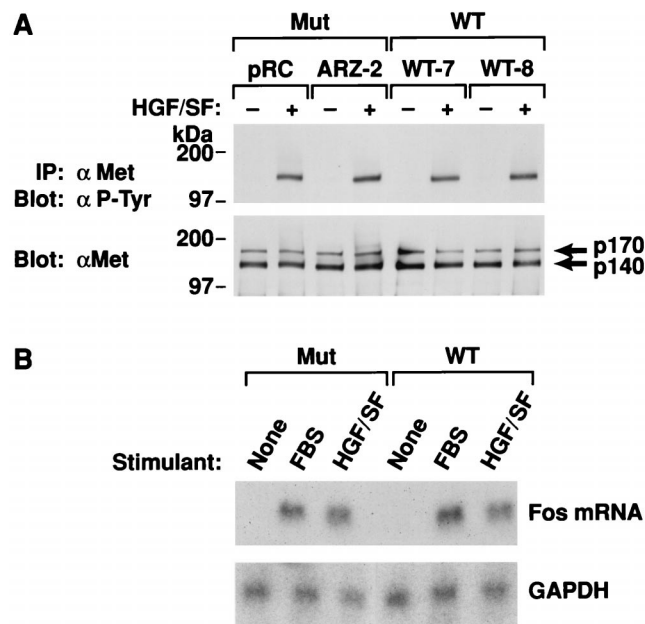 A
Mut WT
pRC ARZ-2 WT-7 WT-8
HGF/SF: – + – + – + – +
kDa
200–
IP: α Met
Blot: α P-Tyr
97–
200–
p170
Blot: αMet
p140
97–
B
Mut WT
Stimulant: None FBS HGF/SF None FBS HGF/SF
Fos mRNA
GAPDH